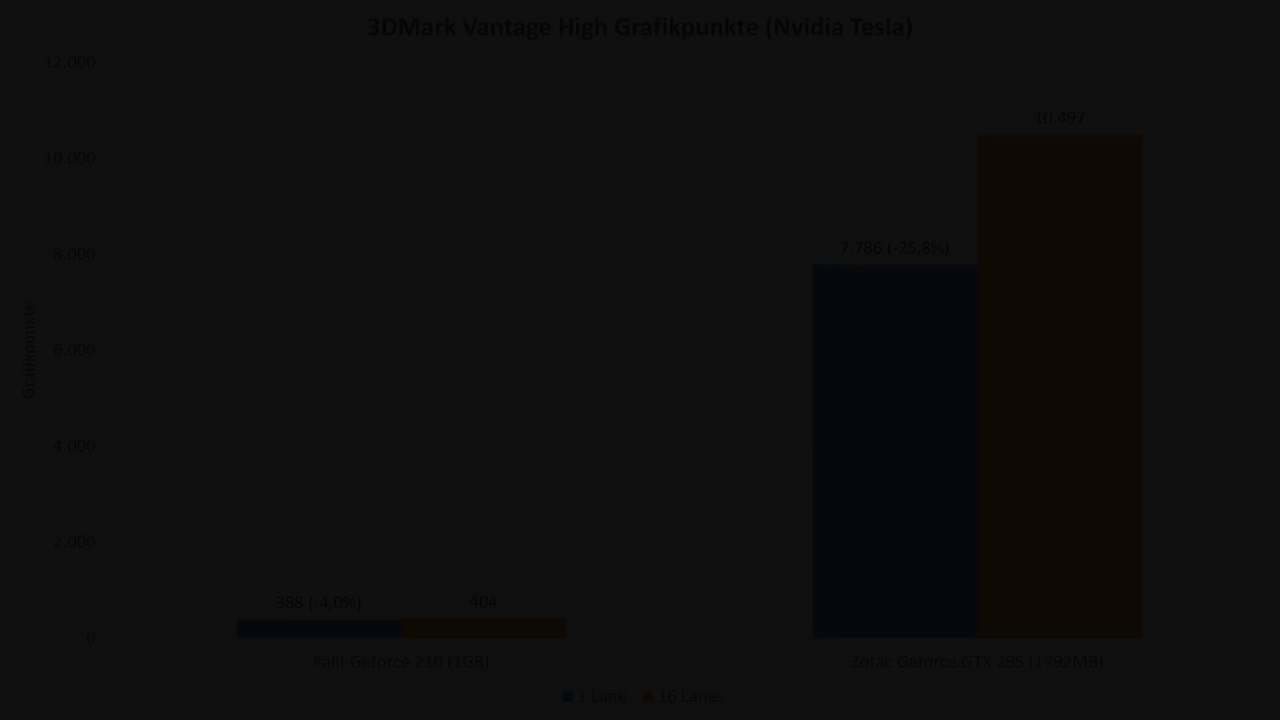 3DMark Vantage High Grafikpunkte (Nvidia Tesla)
12.000
10.000
8.000
6.000
4.000
2.000
0
Grafikpunkte
388 (-4,0%)
404
7.786 (-25,8%)
10.497
Palit Geforce 210 (1GB)
Zotac Geforce GTX 295 (1792MB)
1 Lane
16 Lanes